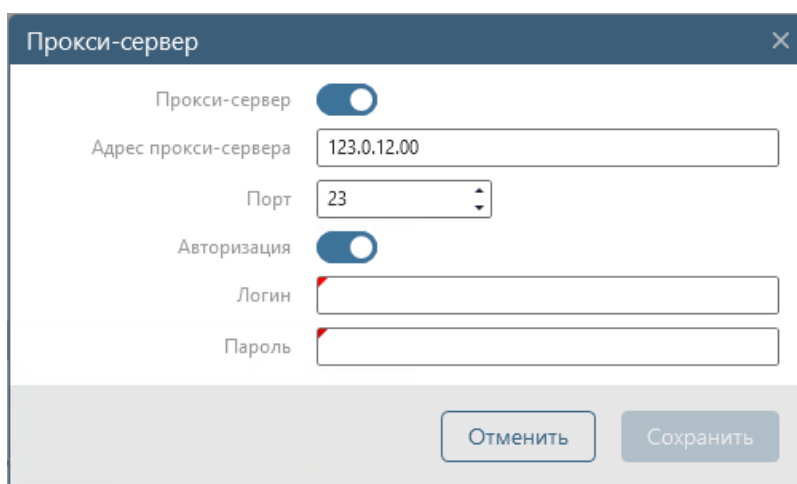 Прокси-сервер
Прокси-сервер
Адрес прокси-сервера 123.0.12.00
Порт 23
Авторизация
Логин
Пароль
Отменить Сохранить